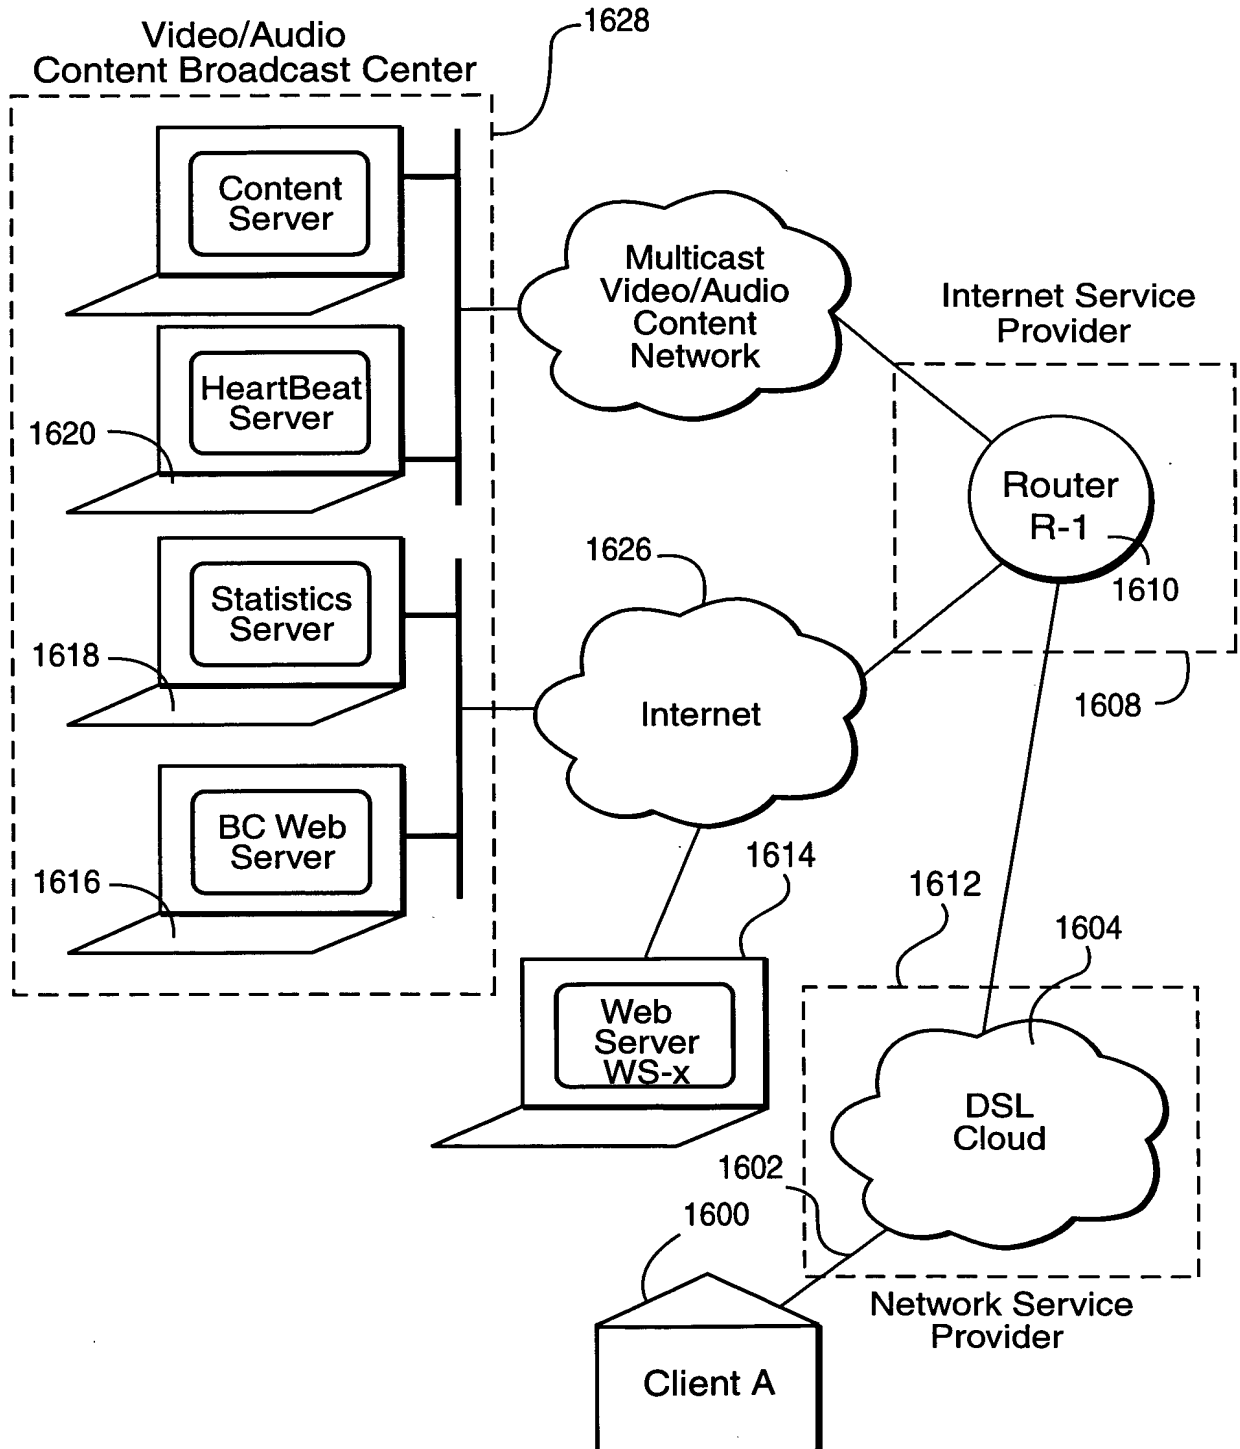 1628
Video/Audio
Content Broadcast Center
Content
Server
Multicast
Video/Audio
Content
Network
Internet Service
Provider
HeartBeat
Server
1620
Router
R-1
1610
1626
Statistics
Server
1618
Internet
1608
BC Web
Server
1616
1614
1612
1604
Web
Server
WS-x
DSL
Cloud
1602
1600
Network Service
Provider
Client A